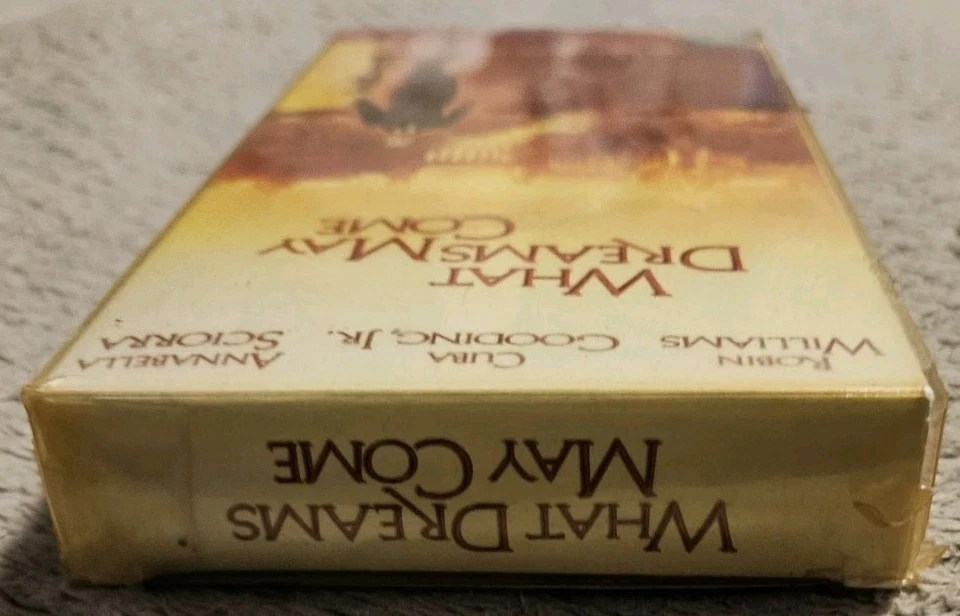 ROBIN WILLIAMS
CUBA GOODING, JR.
ANNABELLA SCIORRA
WHAT
DREAMS MAY
COME
WHAT DREAMS
MAY COME